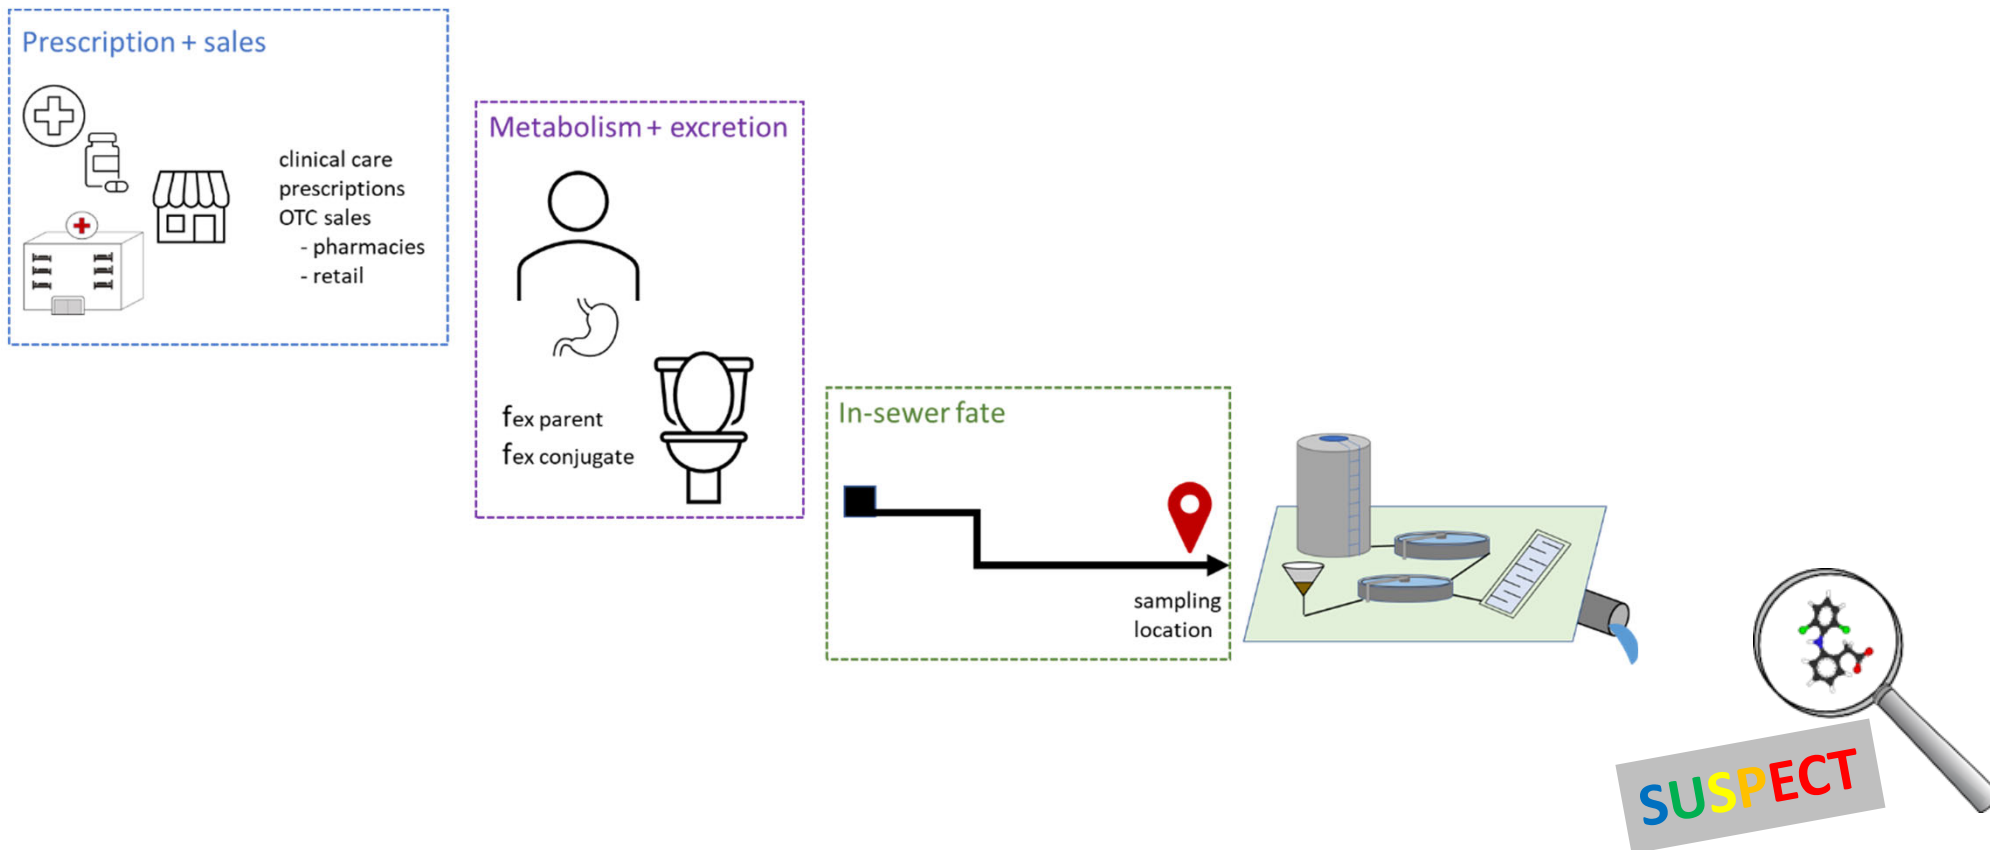 Prescription + sales
clinical care
prescriptions
OTC sales
- pharmacies
- retail
Metabolism + excretion
fex parent
fex conjugate
In-sewer fate
sampling
location
SUSPECT